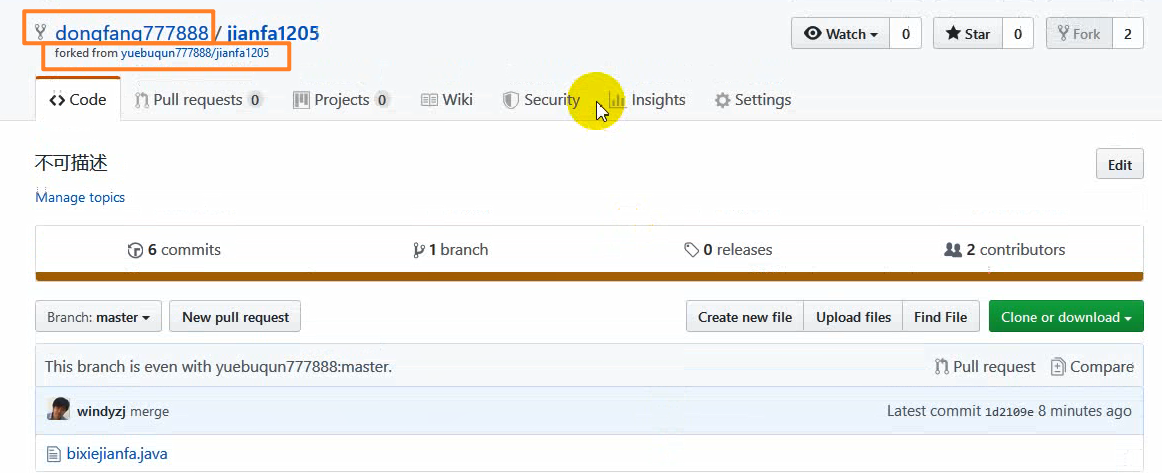 dongfang777888 / jianfa1205 Watch 0 Star 0 Fork 2
forked from yuebuqun777888/jianfa1205
Code Pull requests 0 Projects 0 Wiki Security Insights Settings
不可描述 Edit
Manage topics
6 commits 1 branch 0 releases 2 contributors
Branch: master New pull request Create new file Upload files Find File Clone or download
This branch is even with yuebuqun777888:master. Pull request Compare
windyzj merge Latest commit 1d2109e 8 minutes ago
bixiejianfa.java